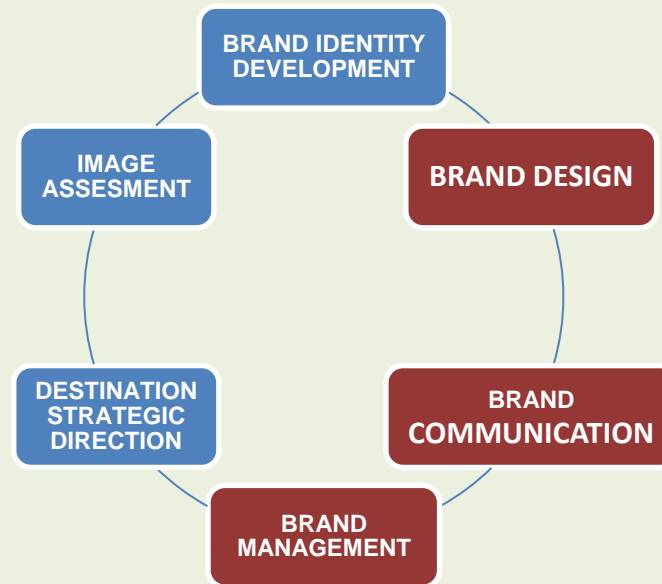 BRAND IDENTITY
DEVELOPMENT
IMAGE
ASSESMENT
BRAND DESIGN
DESTINATION
STRATEGIC
DIRECTION
BRAND
COMMUNICATION
BRAND
MANAGEMENT